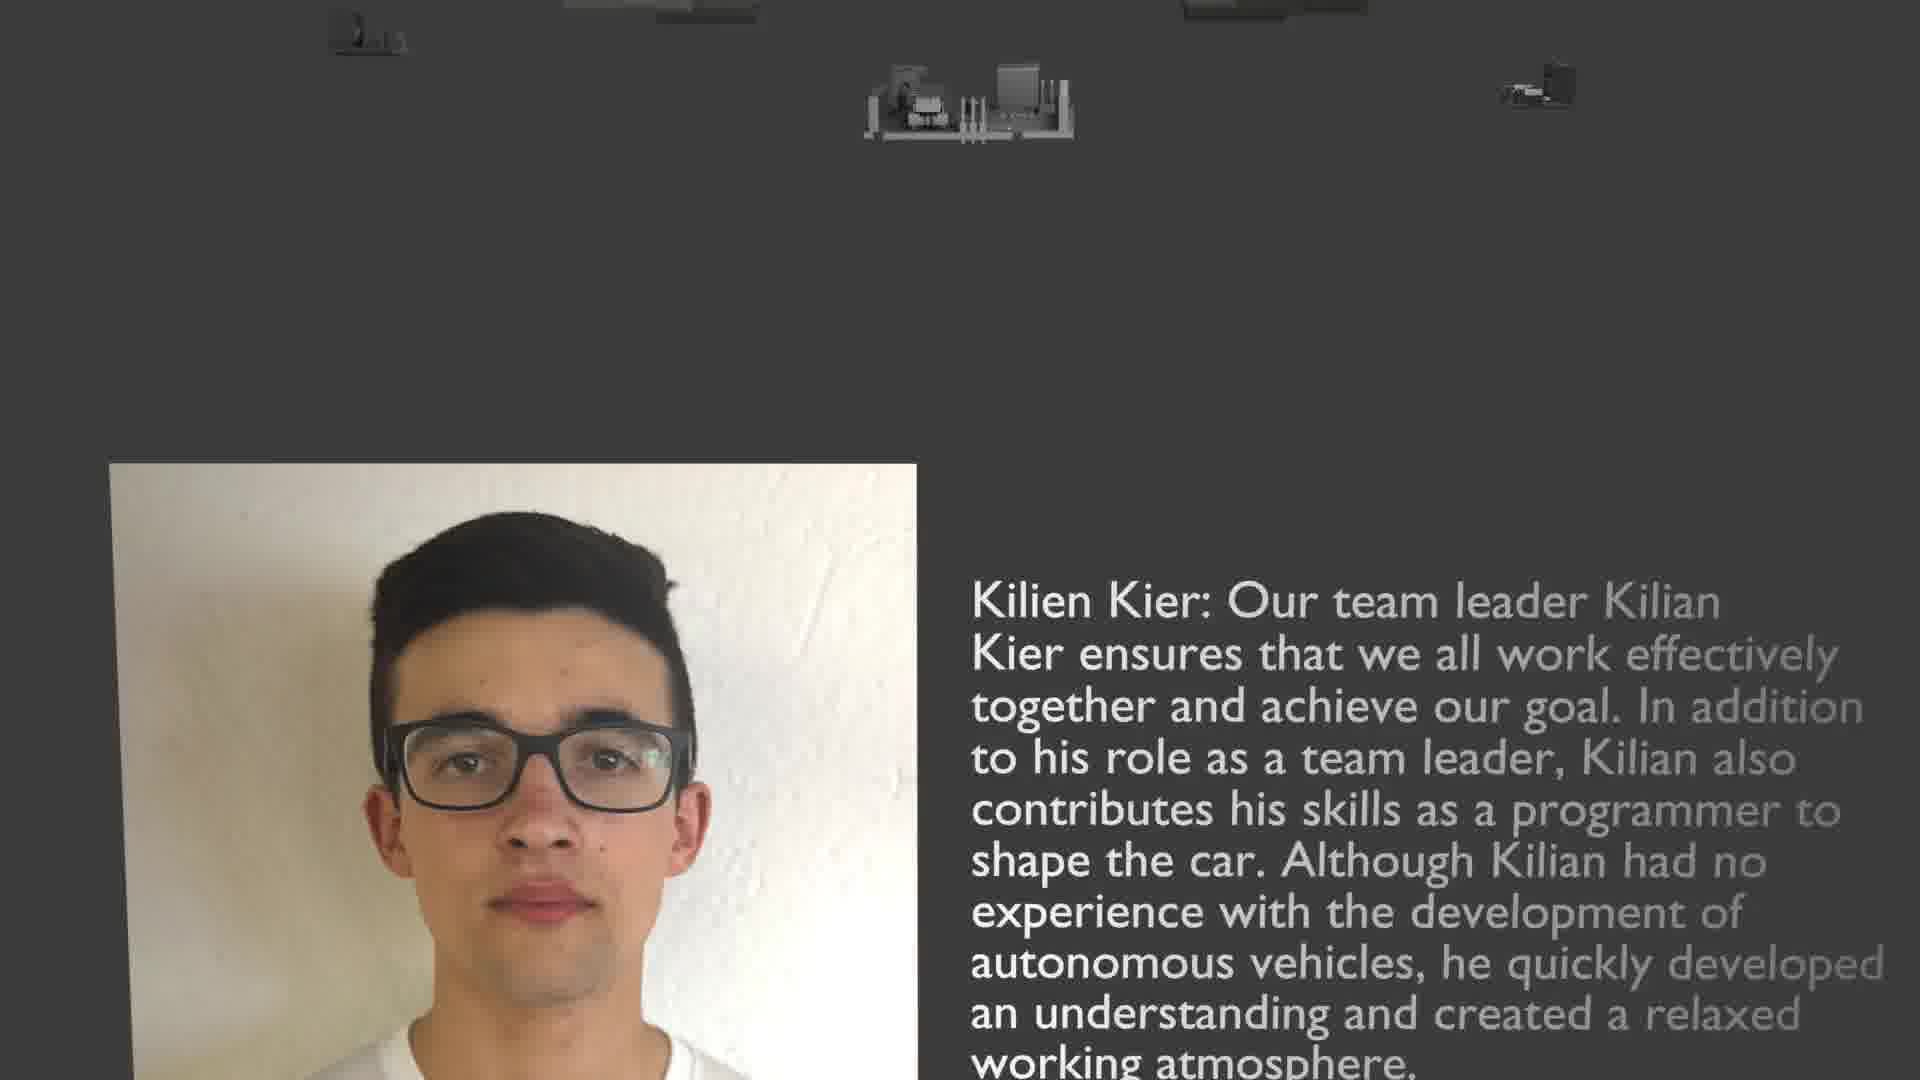 Kilien Kier: Our team leader Kilian
Kier ensures that we all work effectively
together and achieve our goal. In addition
to his role as a team leader, Kilian also
contributes his skills as a programmer to
shape the car. Although Kilian had no
experience with the development of
autonomous vehicles, he quickly developed
an understanding and created a relaxed
working atmosphere.